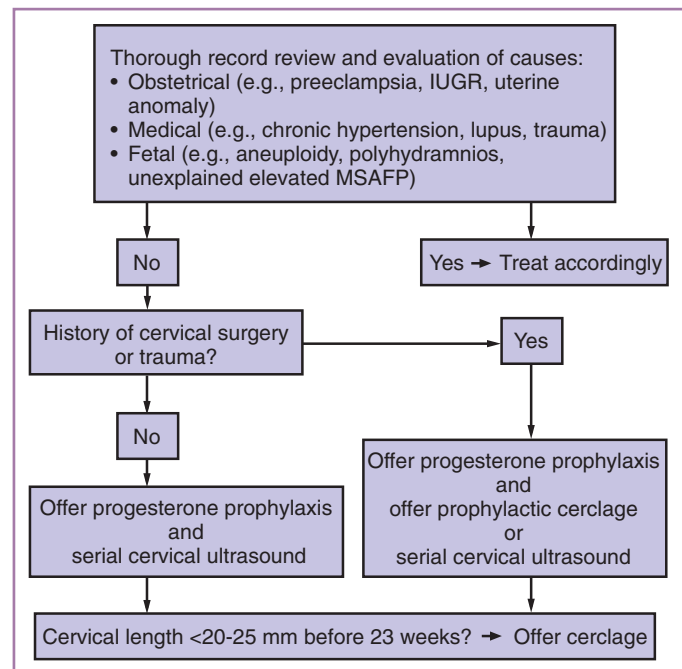 Thorough record review and evaluation of causes:
• Obstetrical (e.g., preeclampsia, IUGR, uterine
anomaly)
• Medical (e.g., chronic hypertension, lupus, trauma)
• Fetal (e.g., aneuploidy, polyhydramnios,
unexplained elevated MSAFP)
No
Yes → Treat accordingly
History of cervical surgery
or trauma?
Yes
No
Offer progesterone prophylaxis
and
serial cervical ultrasound
Offer progesterone prophylaxis
and
offer prophylactic cerclage
or
serial cervical ultrasound
Cervical length <20-25 mm before 23 weeks? → Offer cerclage